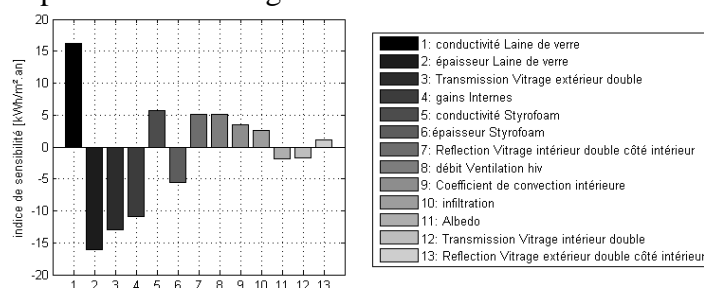 20
15
10
5
0
-5
-10
-15
-20
indice de sensibilité [kWh/m².an]
1 2 3 4 5 6 7 8 9 10 11 12 13
1: conductivité Laine de verre
2: épaisseur Laine de verre
3: Transmission Vitrage extérieur double
4: gains Internes
5: conductivité Styrofoam
6:épaisseur Styrofoam
7: Reflection Vitrage intérieur double côté intérieur
8: débit Ventilation hiv
9: Coefficient de convection intérieure
10: infiltration
11: Albedo
12: Transmission Vitrage intérieur double
13: Reflection Vitrage extérieur double côté intérieur